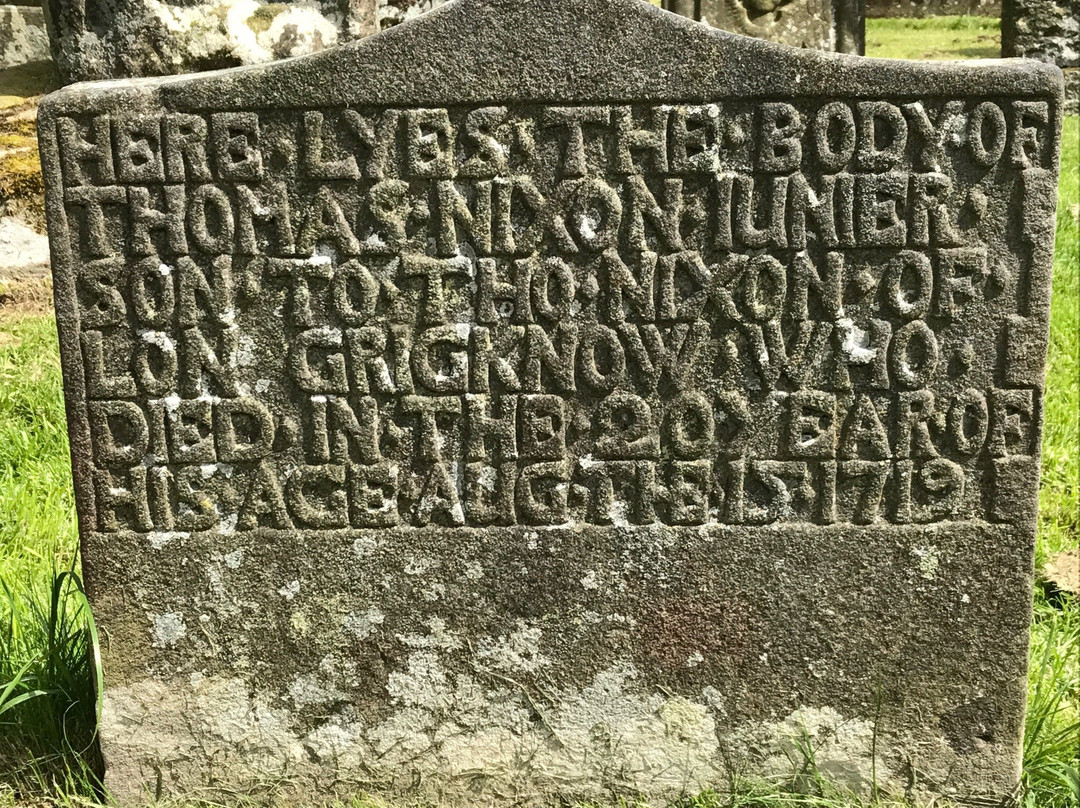 HERE · LYES · THE · BODY · OF
THOMAS · NIXON · IUNIER ·
SON · TO · THO · NIXON · OF ·
LON GRIGKNOW · WHO ·
DIED · IN · THE · 20 · YEAR · OF
HIS AGE AUG · THE · 15 · 1719